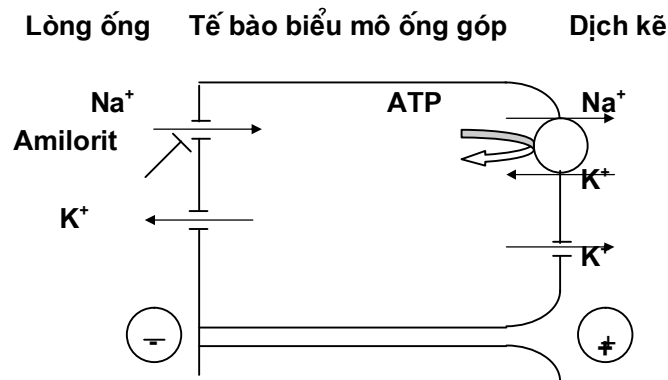 Lòng ống Tế bào biểu mô ống góp Dịch kẽ
Na⁺ ATP Na⁺
Amilorit
K⁺
K⁺
K⁺
- +